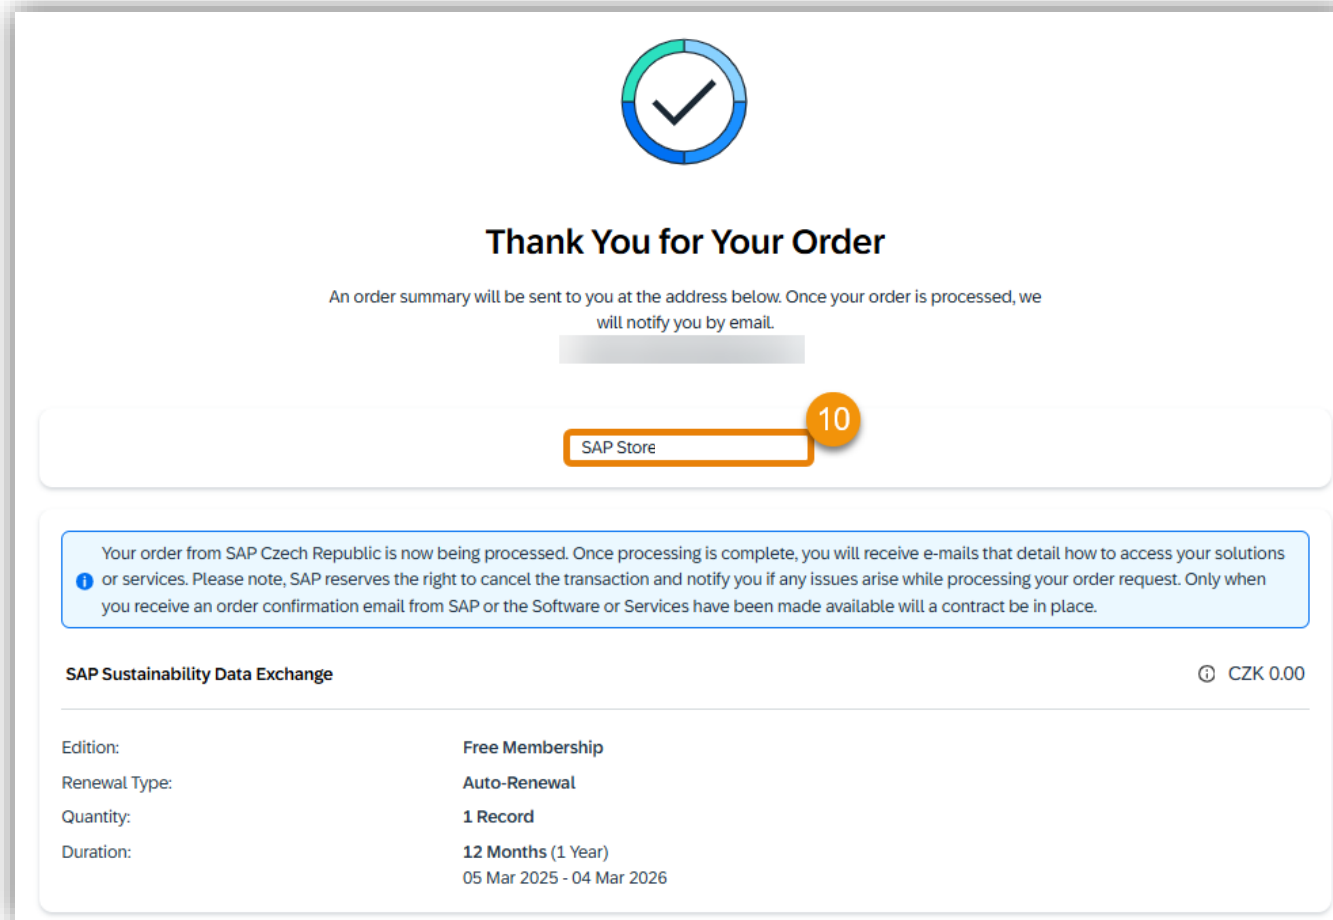 Thank You for Your Order
An order summary will be sent to you at the address below. Once your order is processed, we
will notify you by email.
10
SAP Store
Your order from SAP Czech Republic is now being processed. Once processing is complete, you will receive e-mails that detail how to access your solutions
or services. Please note, SAP reserves the right to cancel the transaction and notify you if any issues arise while processing your order request. Only when
you receive an order confirmation email from SAP or the Software or Services have been made available will a contract be in place.
SAP Sustainability Data Exchange CZK 0.00
Edition: Free Membership
Renewal Type: Auto-Renewal
Quantity: 1 Record
Duration: 12 Months (1 Year)
05 Mar 2025 - 04 Mar 2026